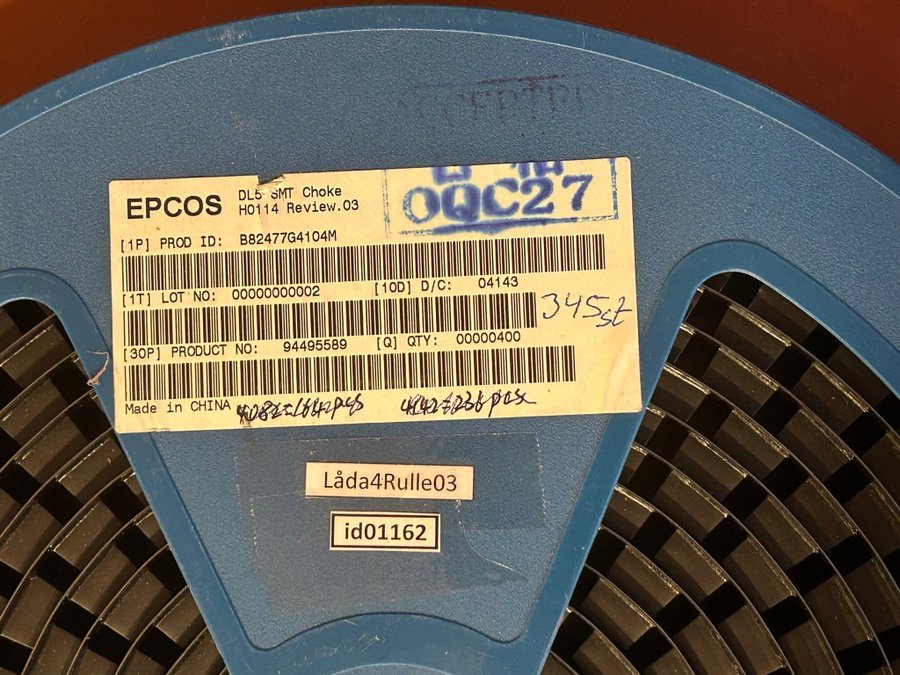 OQC27
EPCOS
DL5 SMT Choke
H0114 Review.03
[1P] PROD ID: B82477G4104M
[1T] LOT NO: 00000000002 [10D] D/C: 04143
345st
[30P] PRODUCT NO: 94495589 [Q] QTY: 00000400
Made in CHINA
Låda4Rulle03
id01162